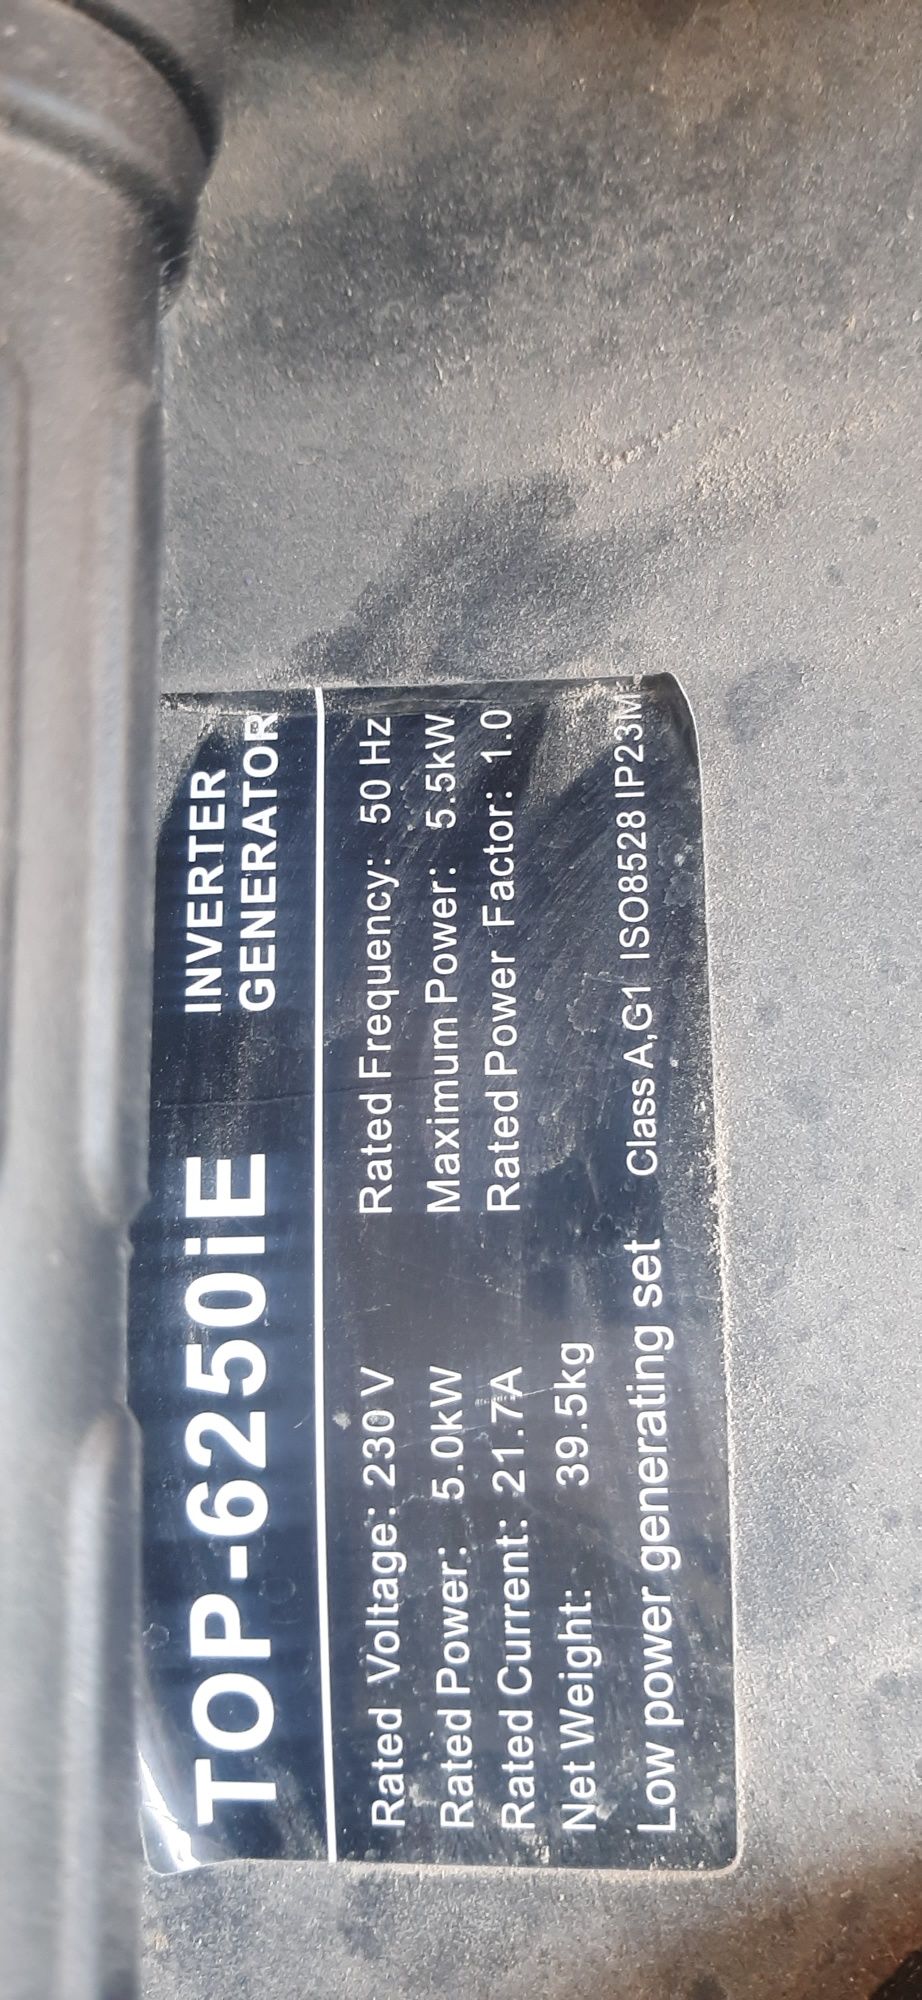 TOP-6250iE INVERTER GENERATOR
Rated Voltage: 230 V Rated Frequency: 50 Hz
Rated Power: 5.0kW Maximum Power: 5.5kW
Rated Current: 21.7A Rated Power Factor: 1.0
Net Weight: 39.5kg
Low power generating set Class A,G1 ISO8528 IP23M